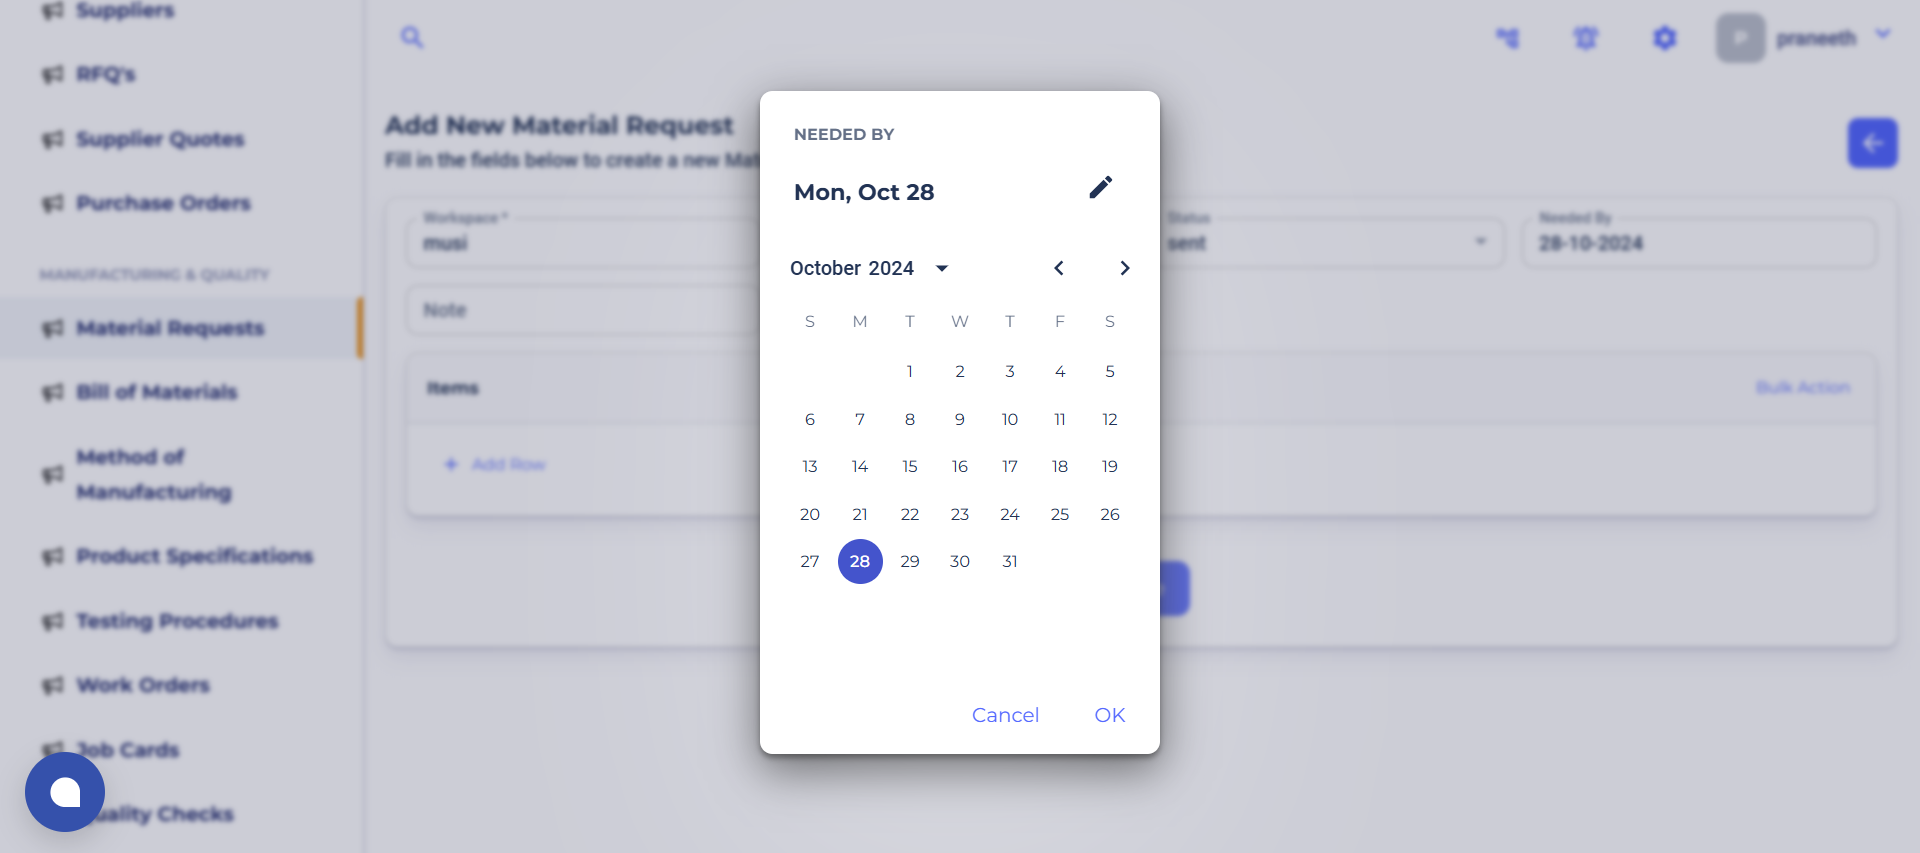 Suppliers
RFQ's
Supplier Quotes
Purchase Orders
MANUFACTURING & QUALITY
Material Requests
Bill of Materials
Method of
Manufacturing
Product Specifications
Testing Procedures
Work Orders
Job Cards
uality Checks
P
praneeth
Add New Material Request
Fill in the fields below to create a new Mat
Workspace *
musi
Status
sent
Needed By
28-10-2024
Note
Items
Bulk Action
+ Add Row
NEEDED BY
Mon, Oct 28
October 2024
S M T W T F S
1 2 3 4 5
6 7 8 9 10 11 12
13 14 15 16 17 18 19
20 21 22 23 24 25 26
27 28 29 30 31
Cancel OK